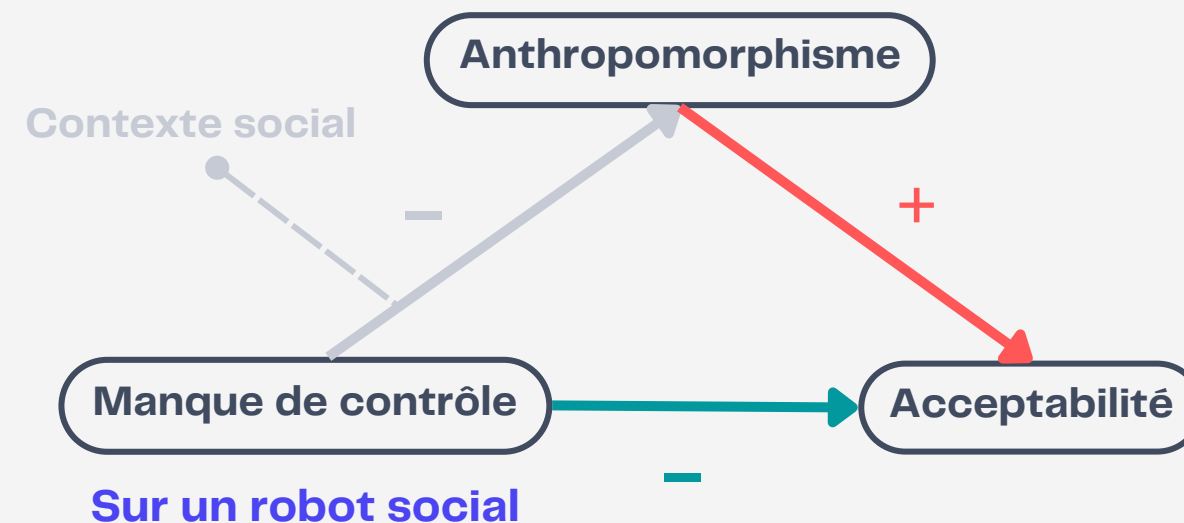 Anthropomorphisme
Contexte social
–
+
Manque de contrôle
Acceptabilité
–
Sur un robot social